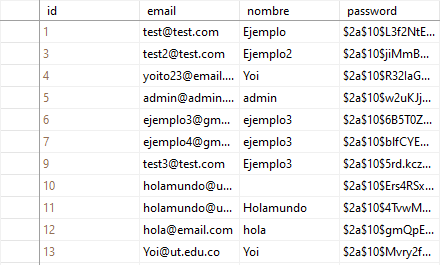 id email nombre password
1 test@test.com Ejemplo $2a$10$L3f2NtE...
3 test2@test.com Ejemplo2 $2a$10$jiMmB...
4 yoito23@email.... Yoi $2a$10$R32IaG...
5 admin@admin.... admin $2a$10$w2uKJj...
6 ejemplo3@gm... ejemplo3 $2a$10$6B5T0Z...
7 ejemplo4@gm... ejemplo3 $2a$10$bIfCYE...
9 test3@test.com Ejemplo3 $2a$10$5rd.kcz...
10 holamundo@u... $2a$10$Ers4RSx...
11 holamundo@u... Holamundo $2a$10$4TvwM...
12 hola@email.com hola $2a$10$gmQpE...
13 Yoi@ut.edu.co Yoi $2a$10$Mvry2f...